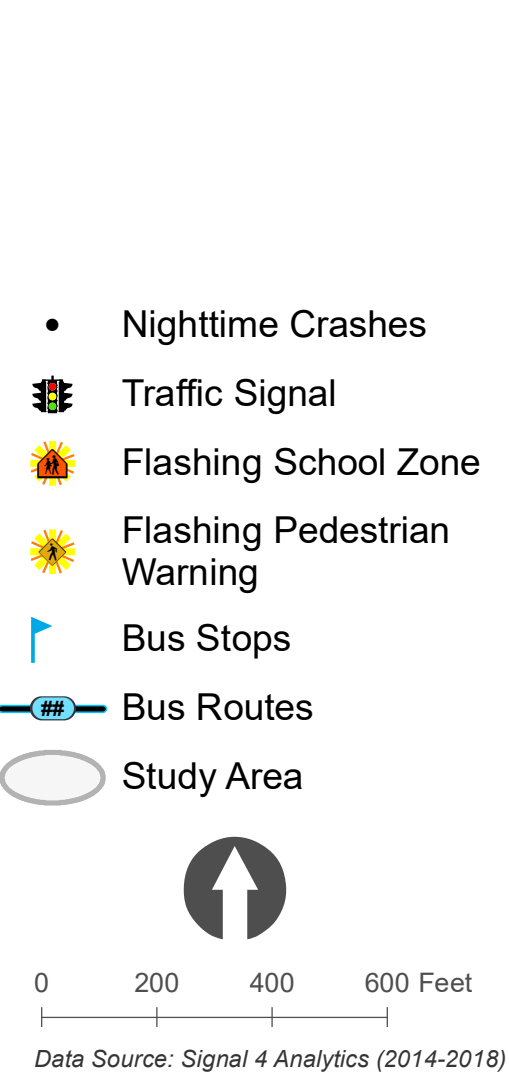 Nighttime Crashes
Traffic Signal
Flashing School Zone
Flashing Pedestrian
Warning
Bus Stops
## Bus Routes
Study Area
0 200 400 600 Feet
Data Source: Signal 4 Analytics (2014-2018)